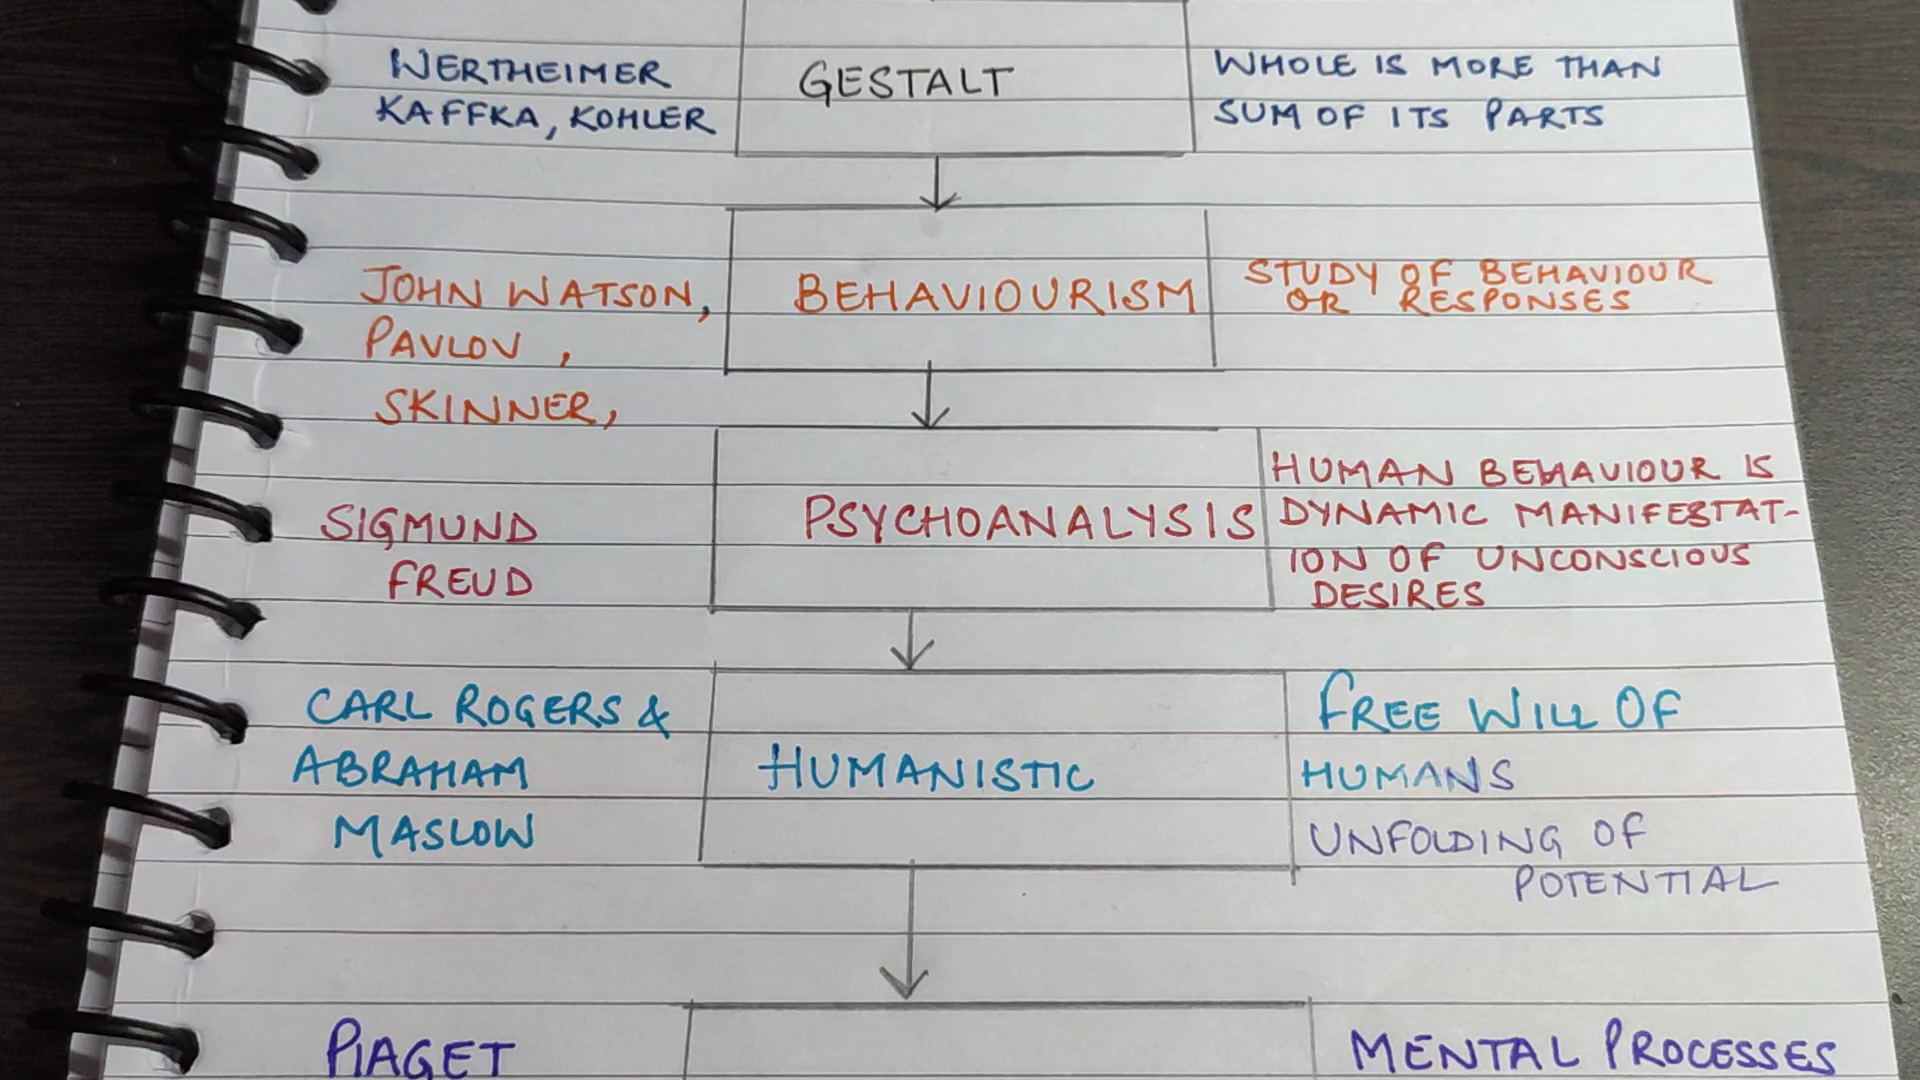 WERTHEIMER
KAFFKA, KOHLER
GESTALT
WHOLE IS MORE THAN
SUM OF ITS PARTS
JOHN WATSON,
PAVLOV ,
SKINNER,
BEHAVIOURISM
STUDY OF BEHAVIOUR
OR RESPONSES
SIGMUND
FREUD
PSYCHOANALYSIS
HUMAN BEHAVIOUR IS
DYNAMIC MANIFESTAT-
ION OF UNCONSCIOUS
DESIRES
CARL ROGERS &
ABRAHAM
MASLOW
HUMANISTIC
FREE WILL OF
HUMANS
UNFOLDING OF
POTENTIAL
PIAGET
MENTAL PROCESSES